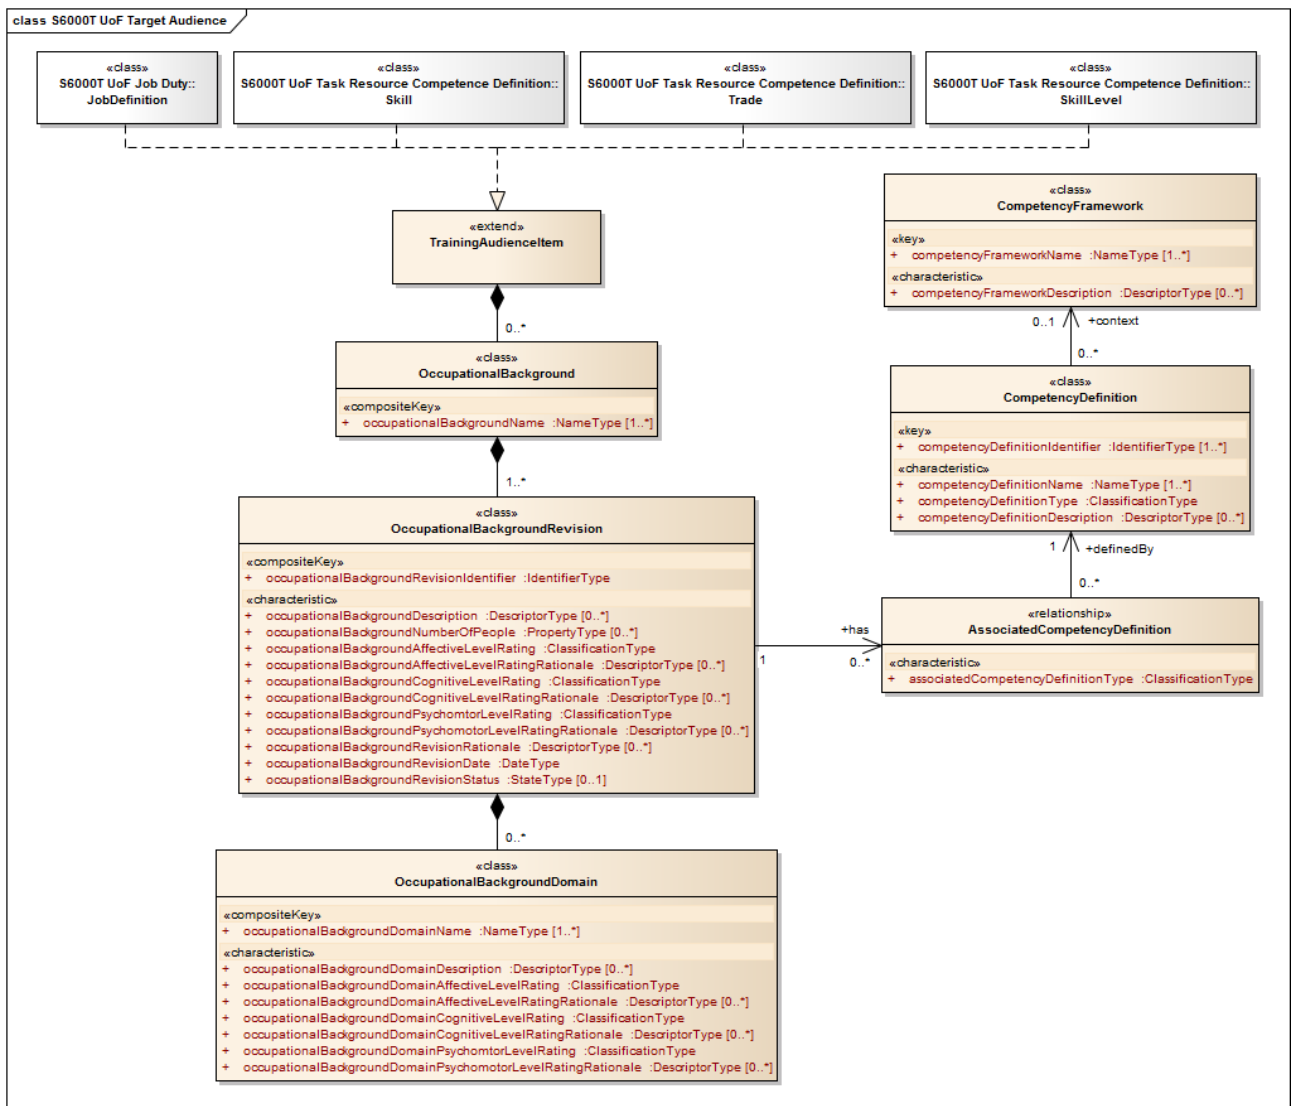 class S6000T UoF Target Audience
«class»
S6000T UoF Job Duty::
JobDefinition
«class»
S6000T UoF Task Resource Competence Definition::
Skill
«class»
S6000T UoF Task Resource Competence Definition::
Trade
«class»
S6000T UoF Task Resource Competence Definition::
SkillLevel
«extend»
TrainingAudienceItem
0..*
«class»
OccupationalBackground
«compositeKey»
+ occupationalBackgroundName :NameType [1..*]
1..*
«class»
OccupationalBackgroundRevision
«compositeKey»
+ occupationalBackgroundRevisionIdentifier :IdentifierType
«characteristic»
+ occupationalBackgroundDescription :DescriptorType [0..*]
+ occupationalBackgroundNumberOfPeople :PropertyType [0..*]
+ occupationalBackgroundAffectiveLevelRating :ClassificationType
+ occupationalBackgroundAffectiveLevelRatingRationale :DescriptorType [0..*]
+ occupationalBackgroundCognitiveLevelRating :ClassificationType
+ occupationalBackgroundCognitiveLevelRatingRationale :DescriptorType [0..*]
+ occupationalBackgroundPsychomtorLevelRating :ClassificationType
+ occupationalBackgroundPsychomotorLevelRatingRationale :DescriptorType [0..*]
+ occupationalBackgroundRevisionRationale :DescriptorType [0..*]
+ occupationalBackgroundRevisionDate :DateType
+ occupationalBackgroundRevisionStatus :StateType [0..1]
0..*
«class»
OccupationalBackgroundDomain
«compositeKey»
+ occupationalBackgroundDomainName :NameType [1..*]
«characteristic»
+ occupationalBackgroundDomainDescription :DescriptorType [0..*]
+ occupationalBackgroundDomainAffectiveLevelRating :ClassificationType
+ occupationalBackgroundDomainAffectiveLevelRatingRationale :DescriptorType [0..*]
+ occupationalBackgroundDomainCognitiveLevelRating :ClassificationType
+ occupationalBackgroundDomainCognitiveLevelRatingRationale :DescriptorType [0..*]
+ occupationalBackgroundDomainPsychomtorLevelRating :ClassificationType
+ occupationalBackgroundDomainPsychomotorLevelRatingRationale :DescriptorType [0..*]
«class»
CompetencyFramework
«key»
+ competencyFrameworkName :NameType [1..*]
«characteristic»
+ competencyFrameworkDescription :DescriptorType [0..*]
0..1 +context
0..*
«class»
CompetencyDefinition
«key»
+ competencyDefinitionIdentifier :IdentifierType [1..*]
«characteristic»
+ competencyDefinitionName :NameType [1..*]
+ competencyDefinitionType :ClassificationType
+ competencyDefinitionDescription :DescriptorType [0..*]
1 +definedBy
0..*
«relationship»
AssociatedCompetencyDefinition
«characteristic»
+ associatedCompetencyDefinitionType :ClassificationType
+has
1 0..*